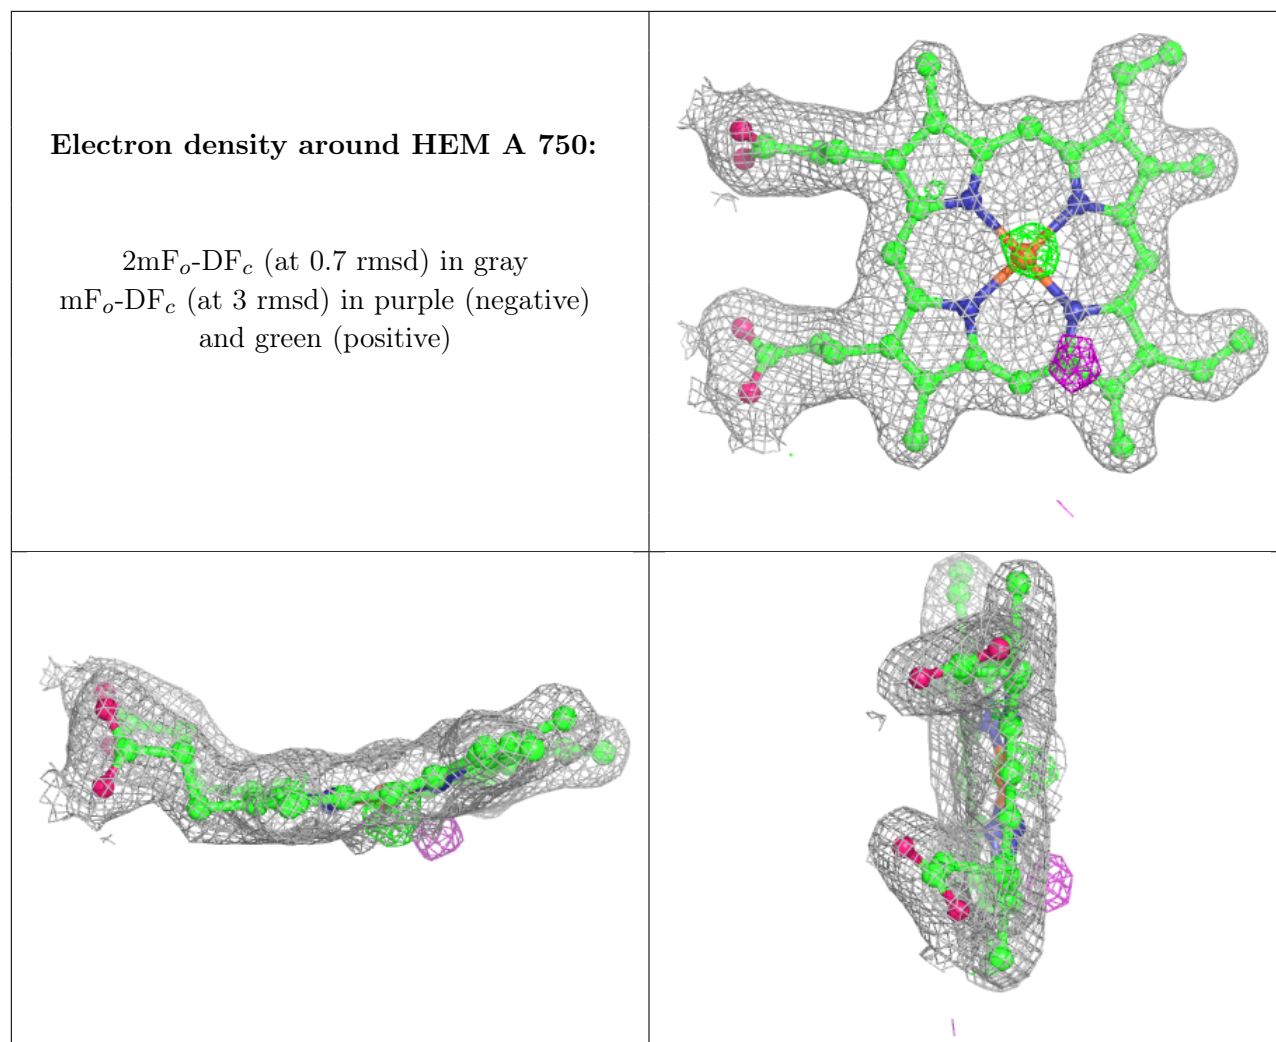 Electron density around HEM A 750:
2mFₒ-DF𝒸 (at 0.7 rmsd) in gray
mFₒ-DF𝒸 (at 3 rmsd) in purple (negative)
and green (positive)